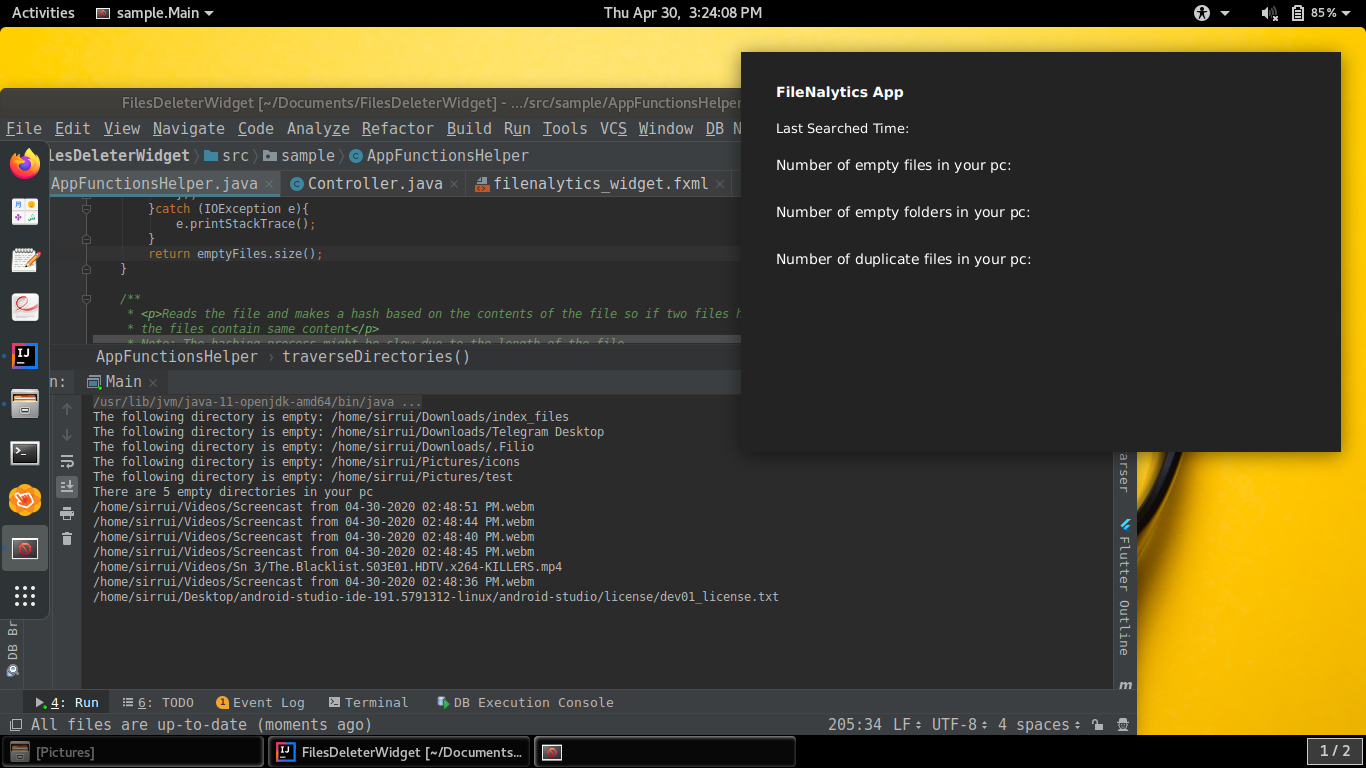 Activities sample.Main Thu Apr 30, 3:24:08 PM 85%
FilesDeleterWidget [~/Documents/FilesDeleterWidget] - .../src/sample/AppFunctionsHelper
File Edit View Navigate Code Analyze Refactor Build Run Tools VCS Window DB N
lesDeleterWidget src sample AppFunctionsHelper
AppFunctionsHelper.java Controller.java filenalytics_widget.fxml
}catch (IOException e){
e.printStackTrace();
}
return emptyFiles.size();
}
/**
* <p>Reads the file and makes a hash based on the contents of the file so if two files h
* the files contain same content</p>
* Note: The hashing process might be slow due to the length of the file
AppFunctionsHelper › traverseDirectories()
n: Main
/usr/lib/jvm/java-11-openjdk-amd64/bin/java ...
The following directory is empty: /home/sirrui/Downloads/index_files
The following directory is empty: /home/sirrui/Downloads/Telegram Desktop
The following directory is empty: /home/sirrui/Downloads/.Filio
The following directory is empty: /home/sirrui/Pictures/icons
The following directory is empty: /home/sirrui/Pictures/test
There are 5 empty directories in your pc
/home/sirrui/Videos/Screencast from 04-30-2020 02:48:51 PM.webm
/home/sirrui/Videos/Screencast from 04-30-2020 02:48:44 PM.webm
/home/sirrui/Videos/Screencast from 04-30-2020 02:48:40 PM.webm
/home/sirrui/Videos/Screencast from 04-30-2020 02:48:45 PM.webm
/home/sirrui/Videos/Sn 3/The.Blacklist.S03E01.HDTV.x264-KILLERS.mp4
/home/sirrui/Videos/Screencast from 04-30-2020 02:48:36 PM.webm
/home/sirrui/Desktop/android-studio-ide-191.5791312-linux/android-studio/license/dev01_license.txt
FileNalytics App
Last Searched Time:
Number of empty files in your pc:
Number of empty folders in your pc:
Number of duplicate files in your pc:
arser
Flutter Outline
m
DB Br
4: Run 6: TODO 1 Event Log Terminal DB Execution Console
All files are up-to-date (moments ago) 205:34 LF UTF-8 4 spaces
[Pictures] FilesDeleterWidget [~/Documents... 1 / 2